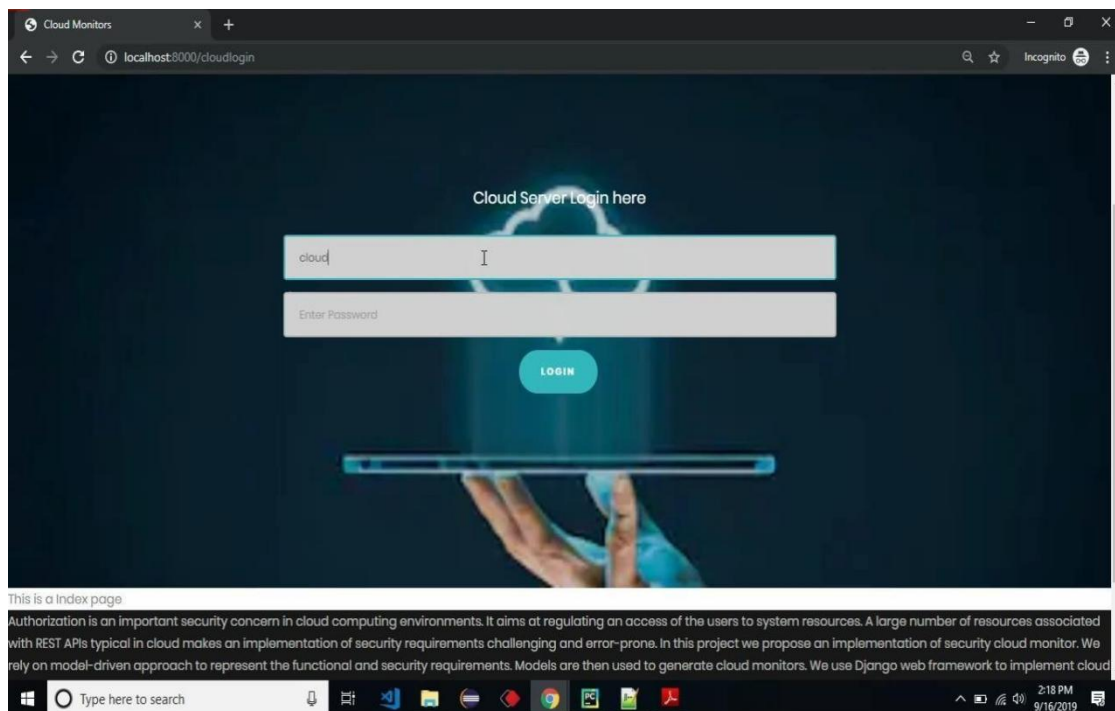 Cloud Monitors
localhost:8000/cloudlogin
Incognito
Cloud Server Login here
cloud
Enter Password
LOGIN
This is a Index page
Authorization is an important security concern in cloud computing environments. It aims at regulating an access of the users to system resources. A large number of resources associated
with REST APIs typical in cloud makes an implementation of security requirements challenging and error-prone. In this project we propose an implementation of security cloud monitor. We
rely on model-driven approach to represent the functional and security requirements. Models are then used to generate cloud monitors. We use Django web framework to implement cloud
Type here to search
PC
2:18 PM
9/16/2019